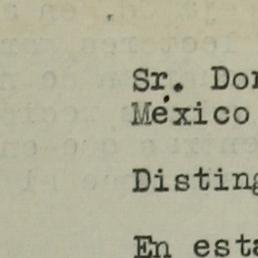 Sr. Don
México
Disting
En esta